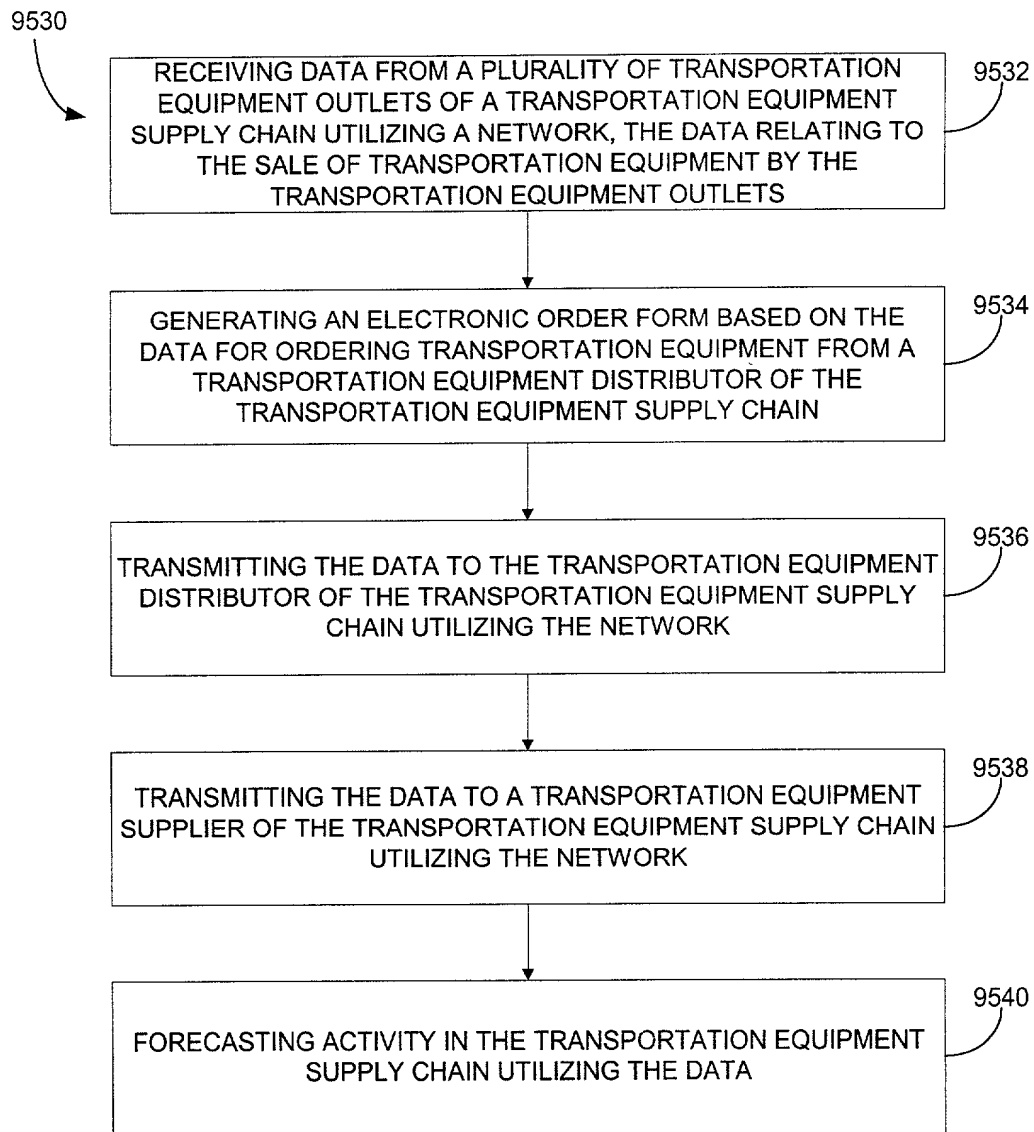 9530
RECEIVING DATA FROM A PLURALITY OF TRANSPORTATION
EQUIPMENT OUTLETS OF A TRANSPORTATION EQUIPMENT
SUPPLY CHAIN UTILIZING A NETWORK, THE DATA RELATING TO
THE SALE OF TRANSPORTATION EQUIPMENT BY THE
TRANSPORTATION EQUIPMENT OUTLETS
9532
GENERATING AN ELECTRONIC ORDER FORM BASED ON THE
DATA FOR ORDERING TRANSPORTATION EQUIPMENT FROM A
TRANSPORTATION EQUIPMENT DISTRIBUTOR OF THE
TRANSPORTATION EQUIPMENT SUPPLY CHAIN
9534
TRANSMITTING THE DATA TO THE TRANSPORTATION EQUIPMENT
DISTRIBUTOR OF THE TRANSPORTATION EQUIPMENT SUPPLY
CHAIN UTILIZING THE NETWORK
9536
TRANSMITTING THE DATA TO A TRANSPORTATION EQUIPMENT
SUPPLIER OF THE TRANSPORTATION EQUIPMENT SUPPLY CHAIN
UTILIZING THE NETWORK
9538
FORECASTING ACTIVITY IN THE TRANSPORTATION EQUIPMENT
SUPPLY CHAIN UTILIZING THE DATA
9540